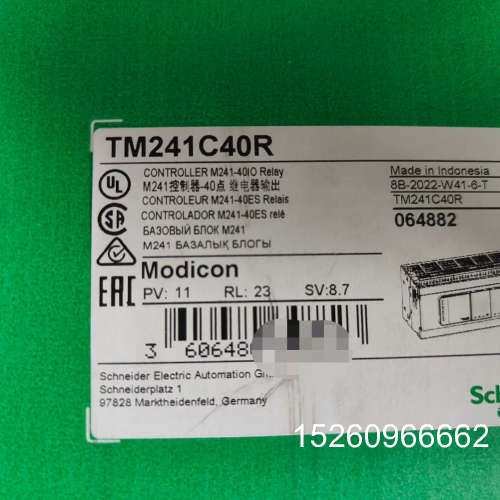 TM241C40R
CONTROLLER M241-40IO Relay
M241控制器-40点 继电器输出
CONTROLEUR M241-40ES Relais
CONTROLADOR M241-40ES relé
БАЗОВЫЙ БЛОК M241
M241 БАЗАЛЫҚ БЛОГЫ
Made in Indonesia
8B-2022-W41-6-T
TM241C40R
064882
UL
EAC
Modicon
PV: 11 RL: 23 SV:8.7
3 60648
Schneider Electric Automation Gm
Schneiderplatz 1
97828 Marktheidenfeld, Germany
Sch
15260966662